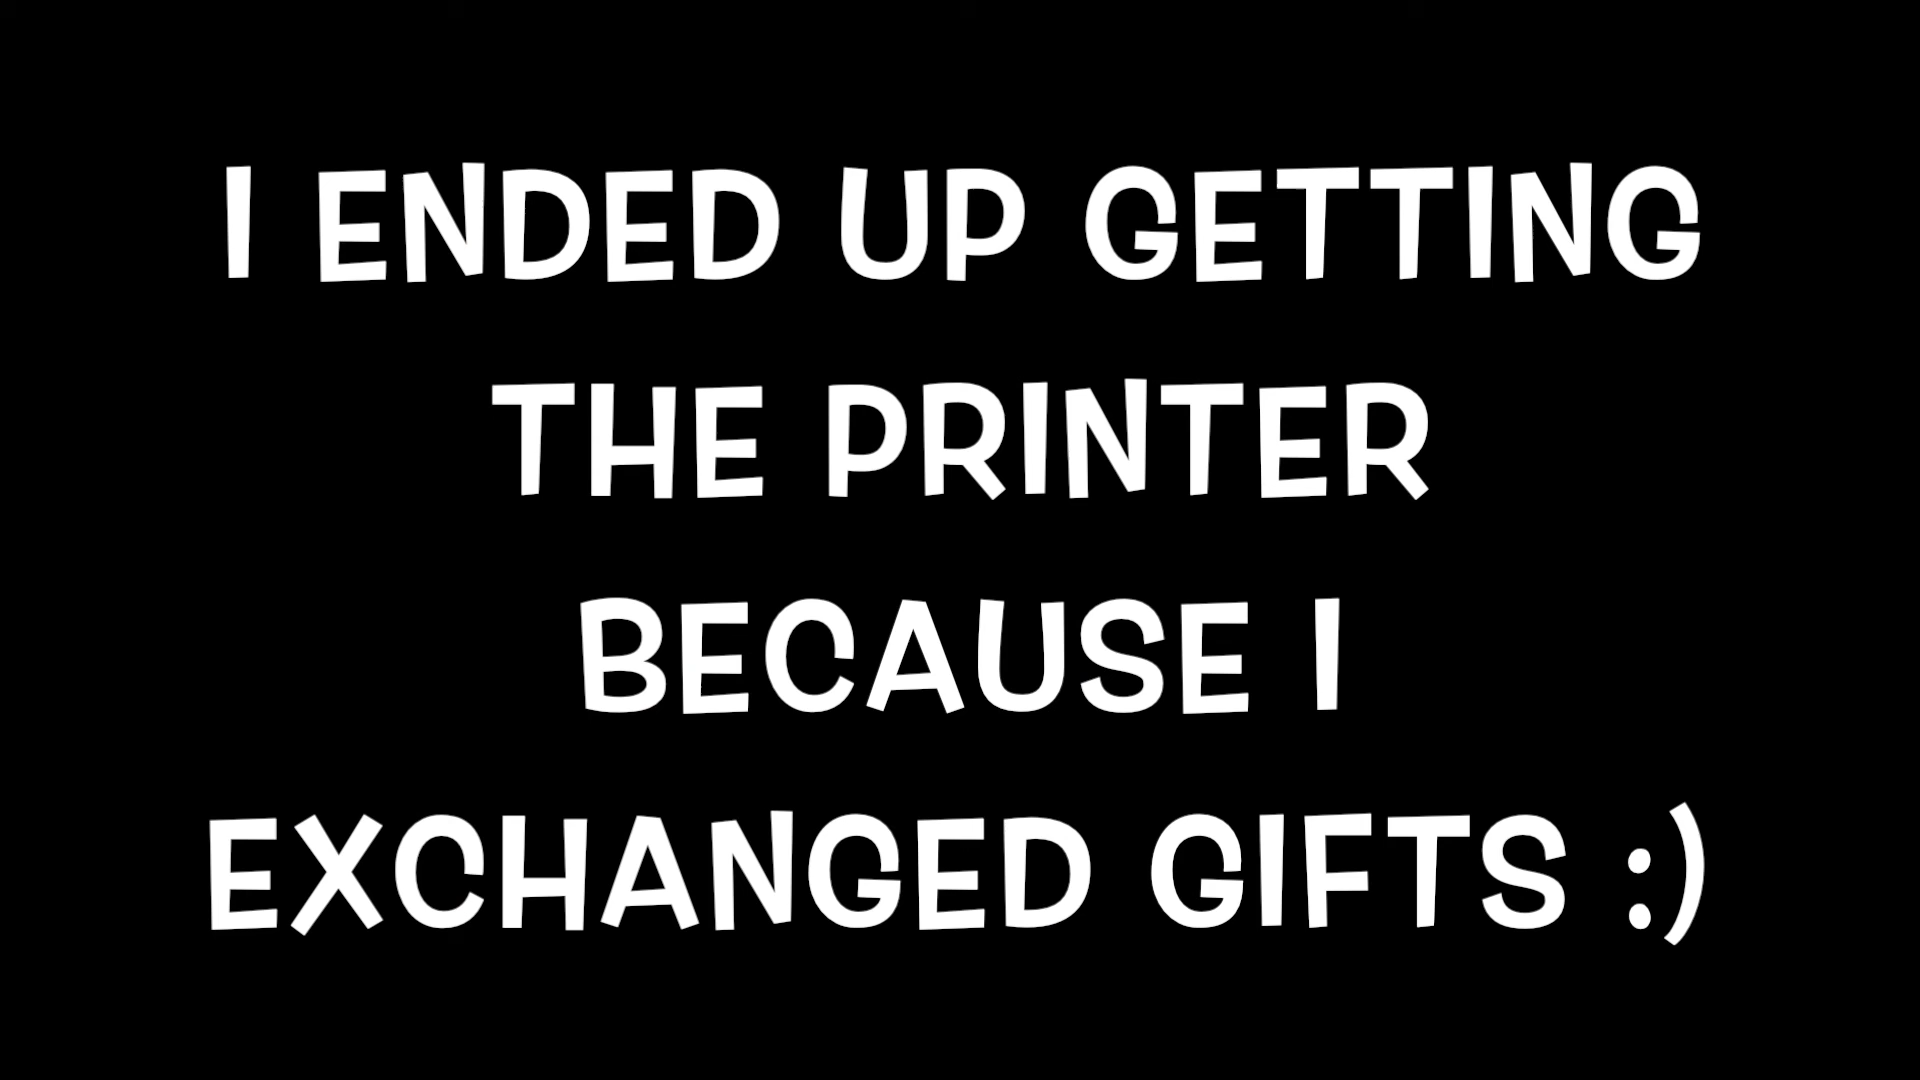 I ENDED UP GETTING
THE PRINTER
BECAUSE I
EXCHANGED GIFTS :)